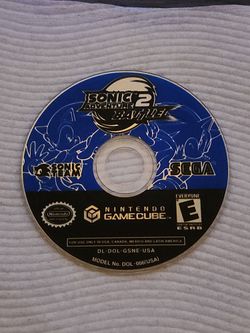 SONIC
ADVENTURE 2
BATTLE
SONIC TEAM
SEGA
Nintendo
NINTENDO
GAMECUBE
EVERYONE
E
ESRB
FOR USE ONLY IN USA, CANADA, MEXICO AND LATIN AMERICA
DL-DOL-GSNE-USA
MODEL No. DOL-006(USA)